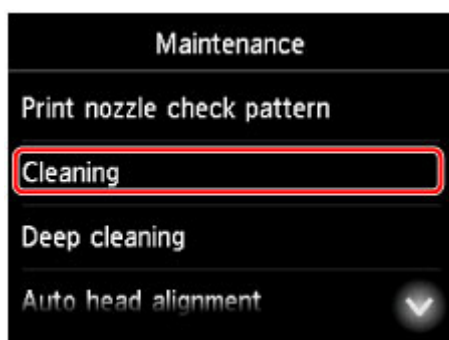 Maintenance
Print nozzle check pattern
Cleaning
Deep cleaning
Auto head alignment